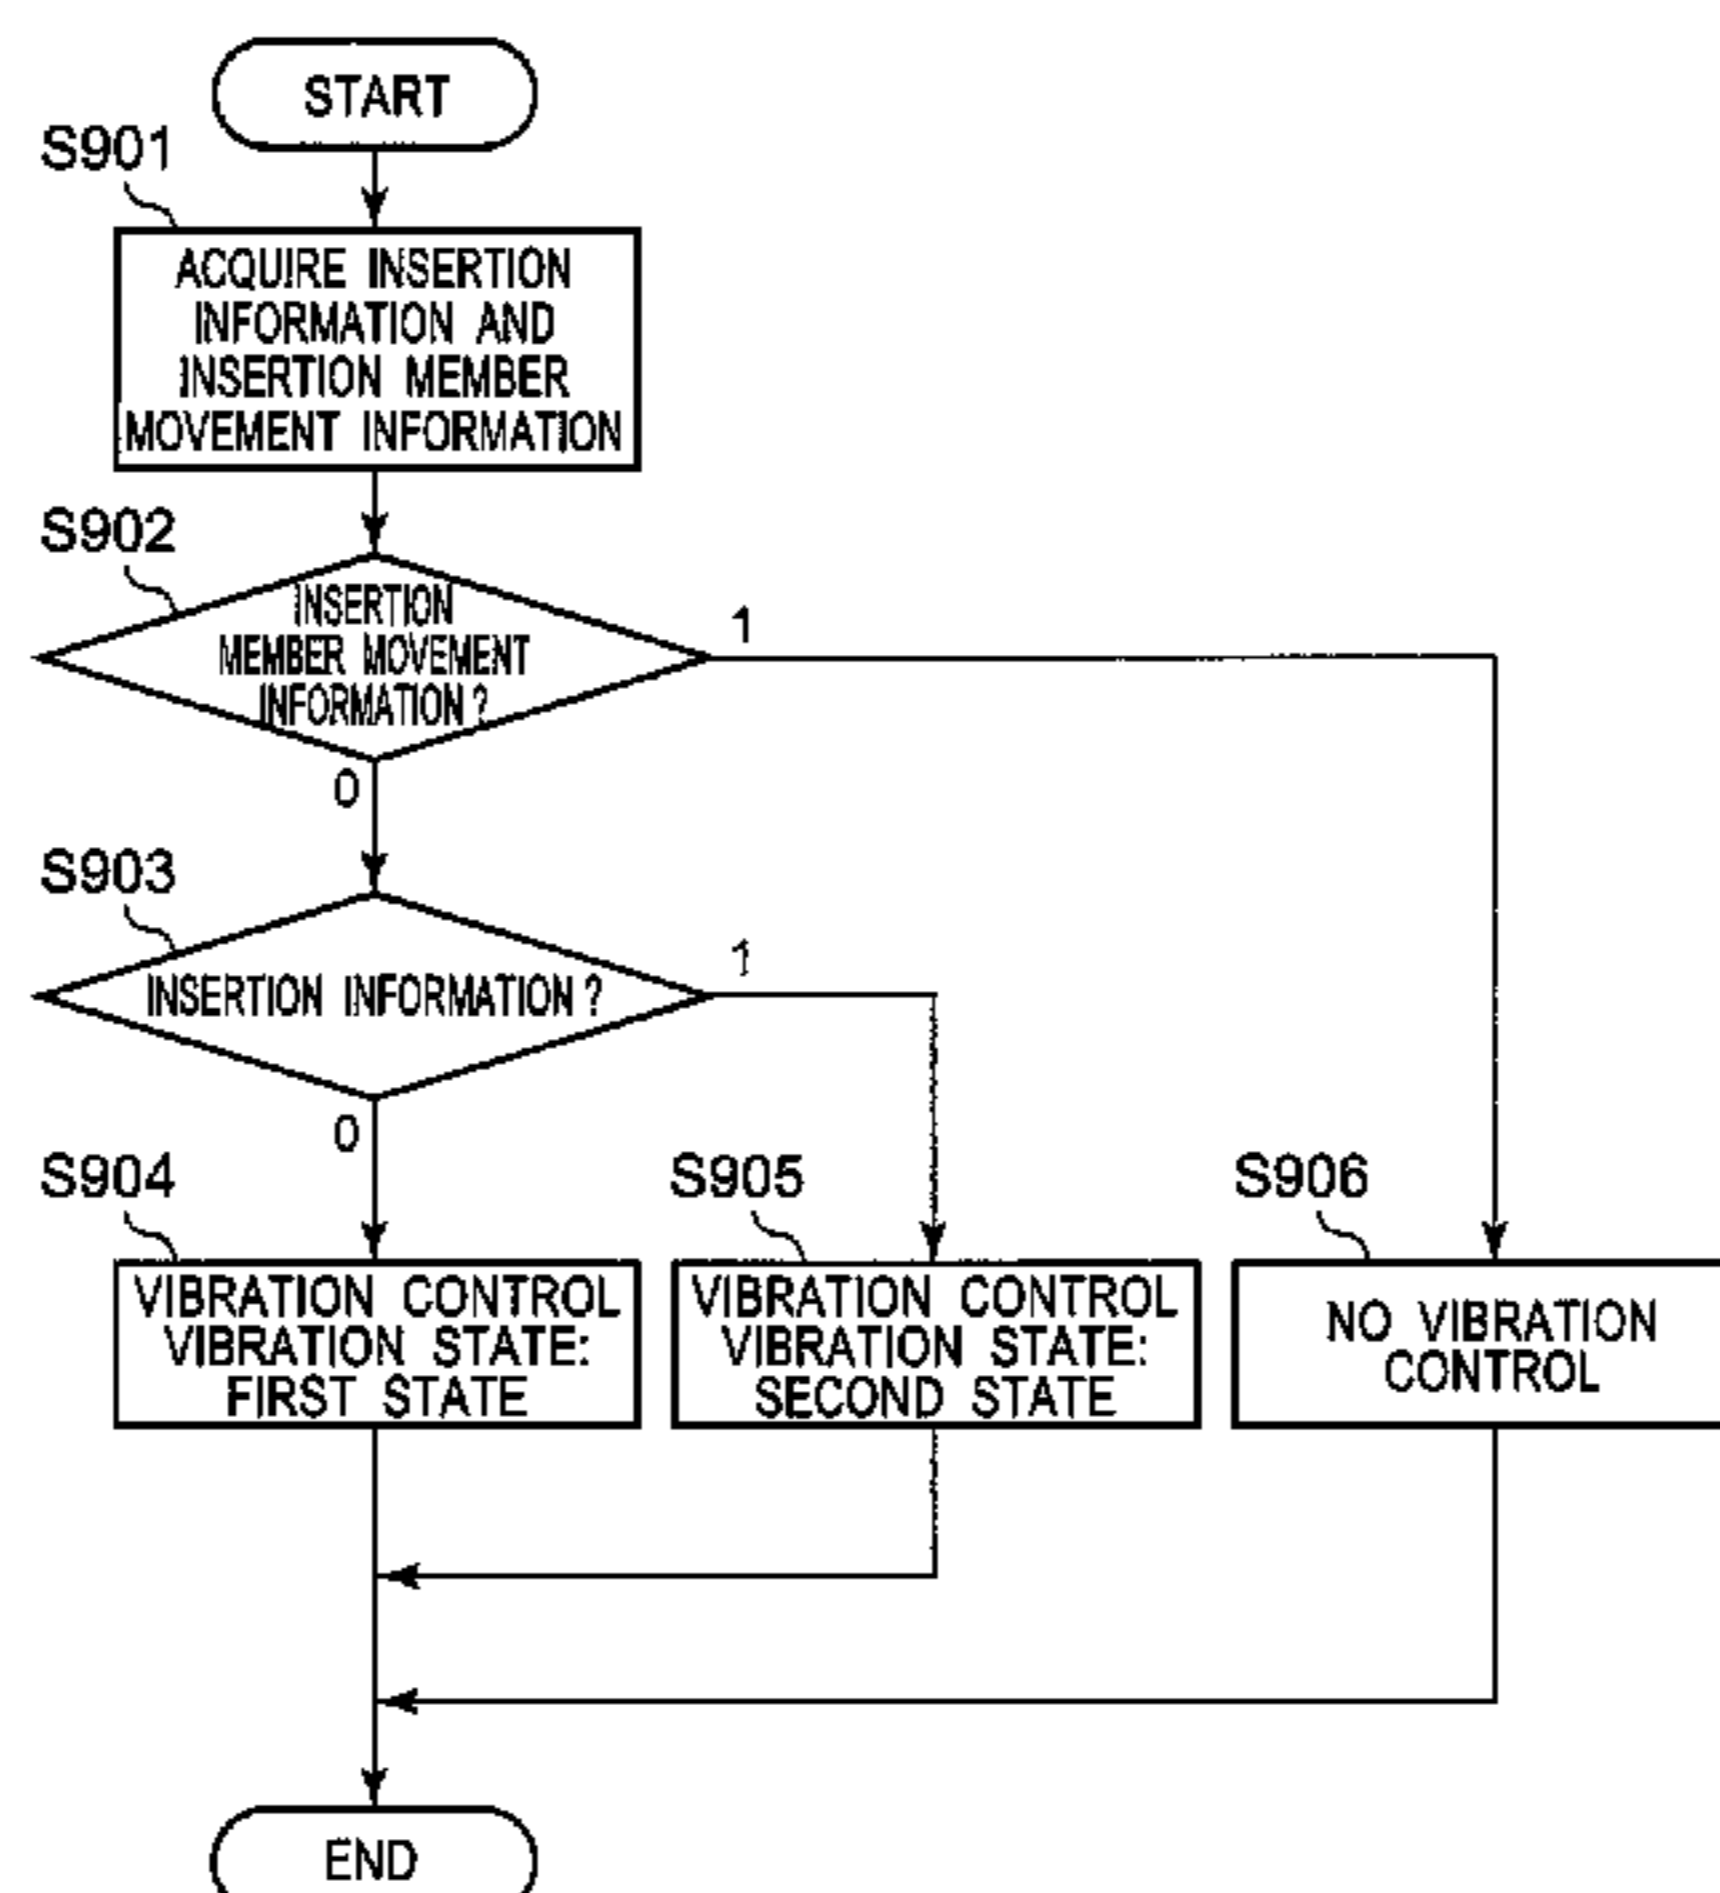 START
S901
ACQUIRE INSERTION
INFORMATION AND
INSERTION MEMBER
MOVEMENT INFORMATION
S902
INSERTION
MEMBER MOVEMENT
INFORMATION?
1
0
S903
INSERTION INFORMATION?
1
0
S904
VIBRATION CONTROL
VIBRATION STATE:
FIRST STATE
S905
VIBRATION CONTROL
VIBRATION STATE:
SECOND STATE
S906
NO VIBRATION
CONTROL
END